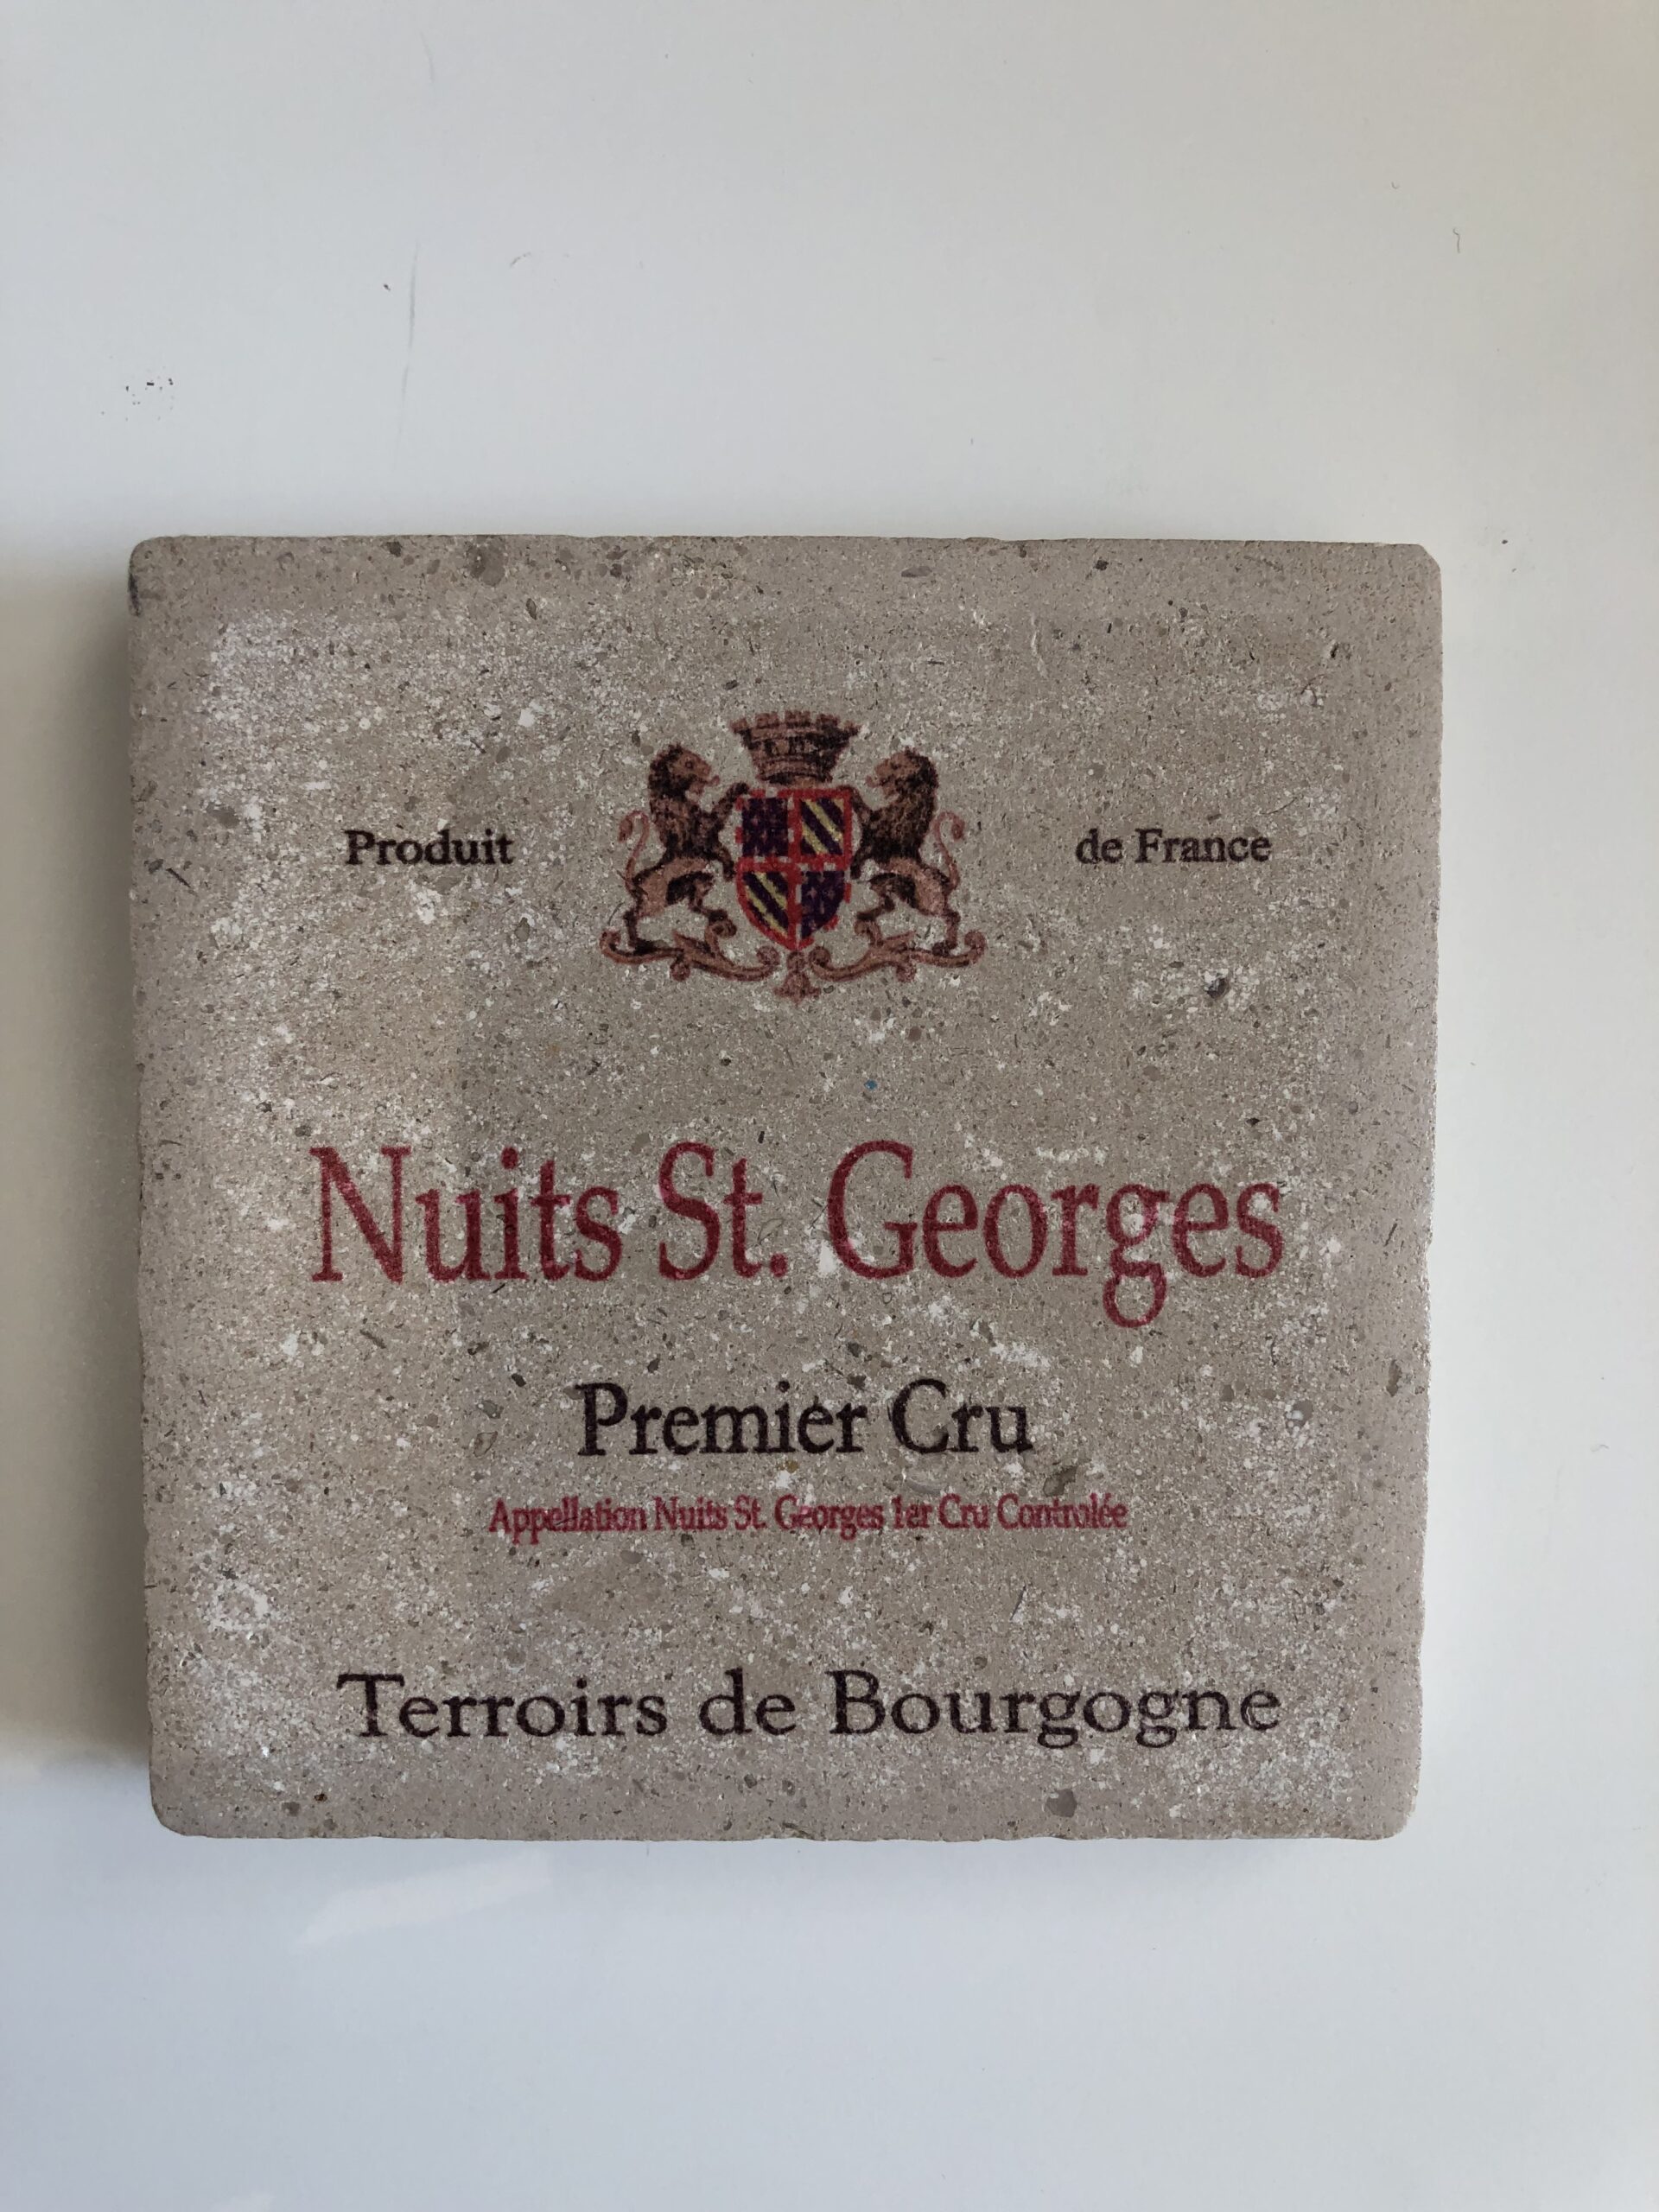 Produit de France
Nuits St. Georges
Premier Cru
Appellation Nuits St. Georges 1er Cru Controlée
Terroirs de Bourgogne